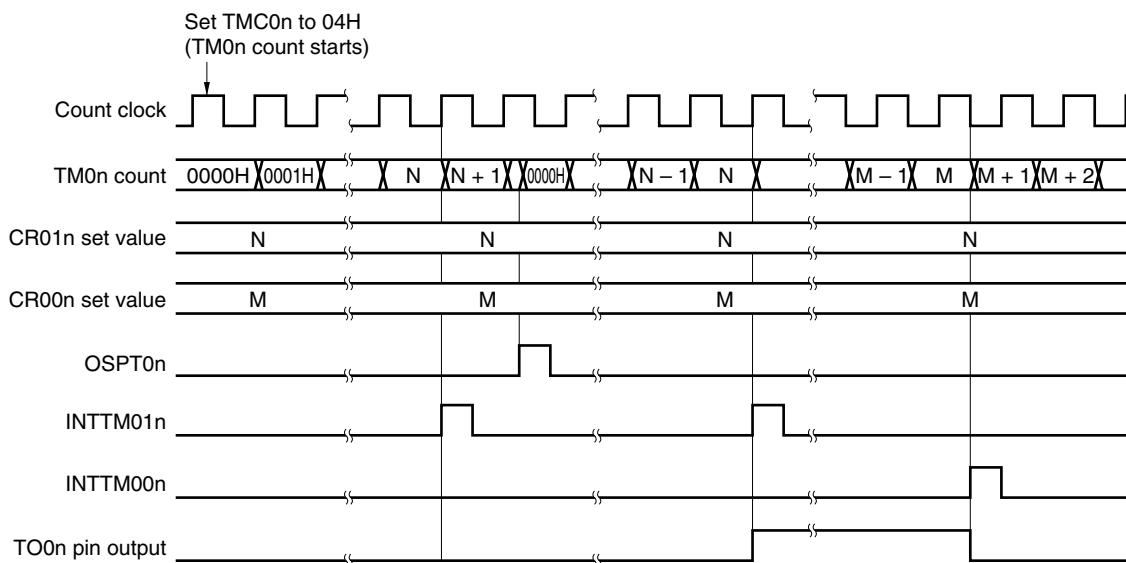 Set TMC0n to 04H
(TM0n count starts)
Count clock
TM0n count 0000H 0001H N N + 1 0000H N – 1 N M – 1 M M + 1 M + 2
CR01n set value N N N N
CR00n set value M M M M
OSPT0n
INTTM01n
INTTM00n
TO0n pin output